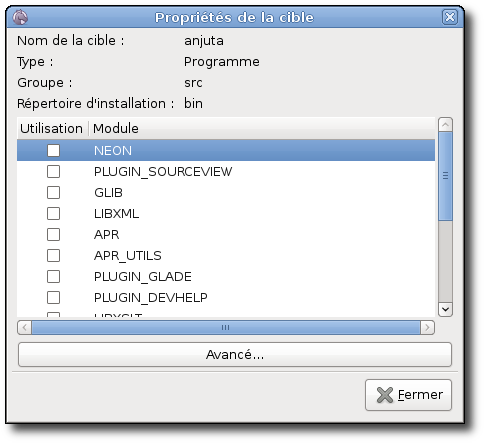 Propriétés de la cible
Nom de la cible : anjuta
Type : Programme
Groupe : src
Répertoire d'installation : bin
Utilisation Module
NEON
PLUGIN_SOURCEVIEW
GLIB
LIBXML
APR
APR_UTILS
PLUGIN_GLADE
PLUGIN_DEVHELP
LIBXSLT
Avancé...
Fermer